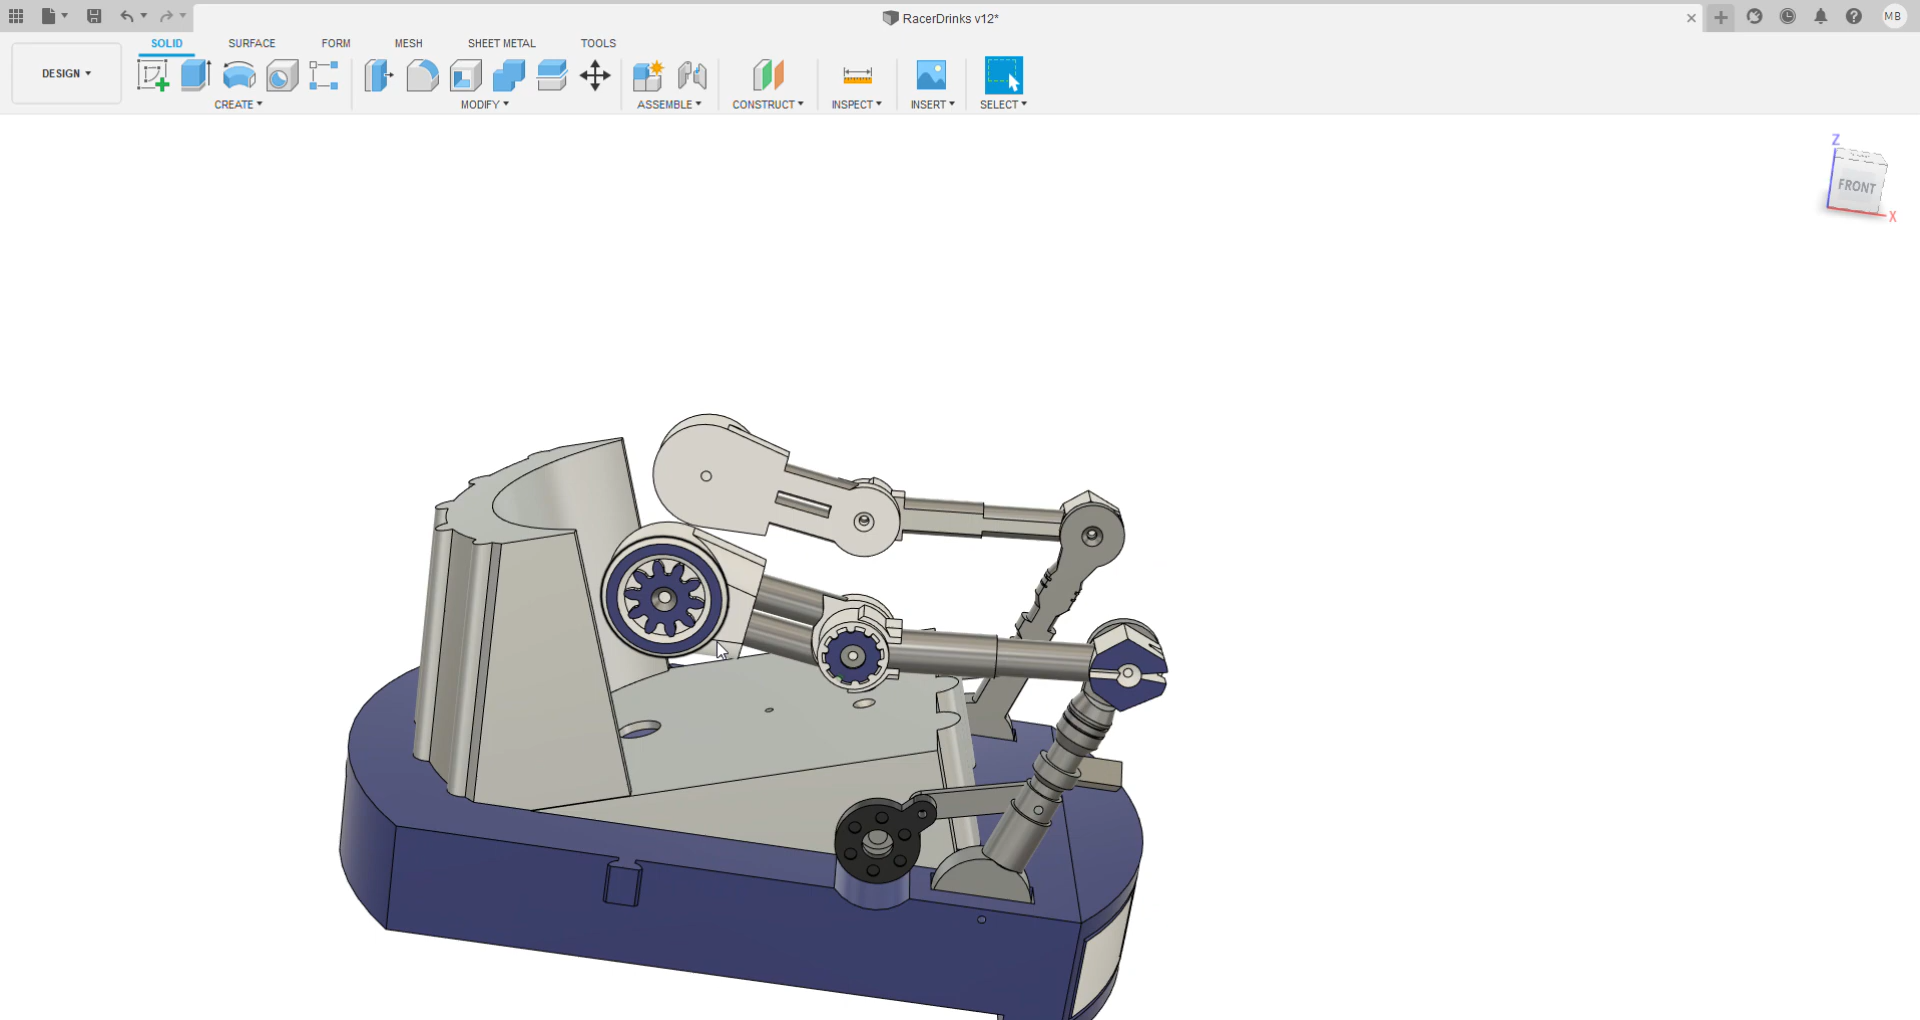 RacerDrinks v12*
MB
SOLID SURFACE FORM MESH SHEET METAL TOOLS
DESIGN
CREATE MODIFY ASSEMBLE CONSTRUCT INSPECT INSERT SELECT
Z
FRONT
X